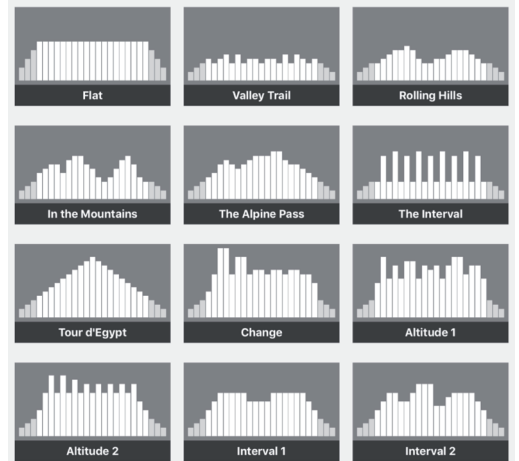 Flat
Valley Trail
Rolling Hills
In the Mountains
The Alpine Pass
The Interval
Tour d'Egypt
Change
Altitude 1
Altitude 2
Interval 1
Interval 2